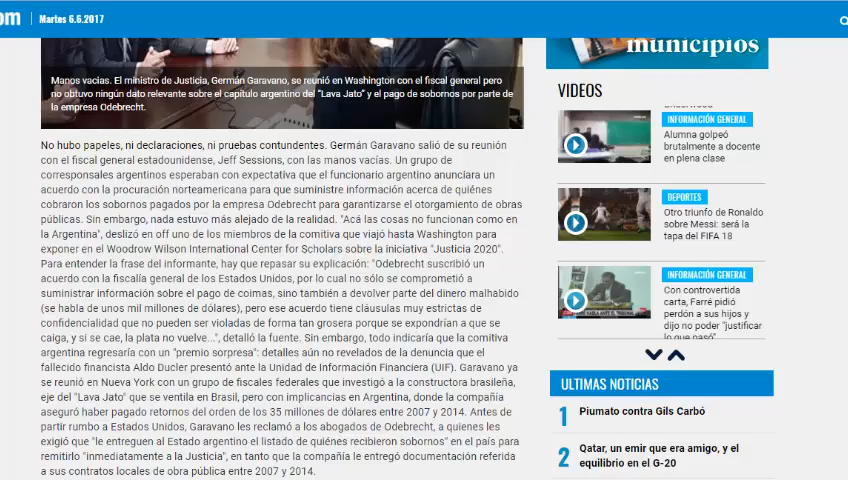 om
Martes 6.6.2017
municipios
Manos vacias. El ministro de Justicia, Germán Garavano, se reunió en Washington con el fiscal general pero
no obtuvo ningún dato relevante sobre el capítulo argentino del "Lava Jato" y el pago de sobornos por parte de
la empresa Odebrecht.
No hubo papeles, ni declaraciones, ni pruebas contundentes. Germán Garavano salió de su reunión
con el fiscal general estadounidense, Jeff Sessions, con las manos vacías. Un grupo de
corresponsales argentinos esperaban con expectativa que el funcionario argentino anunciara un
acuerdo con la procuración norteamericana para que suministre información acerca de quiénes
cobraron los sobornos pagados por la empresa Odebrecht para garantizarse el otorgamiento de obras
públicas. Sin embargo, nada estuvo más alejado de la realidad. "Acá las cosas no funcionan como en
la Argentina", deslizó en off uno de los miembros de la comitiva que viajó hasta Washington para
exponer en el Woodrow Wilson International Center for Scholars sobre la iniciativa "Justicia 2020".
Para entender la frase del informante, hay que repasar su explicación: "Odebrecht suscribió un
acuerdo con la fiscalía general de los Estados Unidos, por lo cual no sólo se comprometió a
suministrar información sobre el pago de coimas, sino también a devolver parte del dinero malhabido
(se habla de unos mil millones de dólares), pero ese acuerdo tiene cláusulas muy estrictas de
confidencialidad que no pueden ser violadas de forma tan grosera porque se expondrían a que se
caiga, y si se cae, la plata no vuelve...", detalló la fuente. Sin embargo, todo indicaría que la comitiva
argentina regresaría con un "premio sorpresa": detalles aún no revelados de la denuncia que el
fallecido financista Aldo Ducler presentó ante la Unidad de Información Financiera (UIF). Garavano ya
se reunió en Nueva York con un grupo de fiscales federales que investigó a la constructora brasileña,
eje del "Lava Jato" que se ventila en Brasil, pero con implicancias en Argentina, donde la compañía
aseguró haber pagado retornos del orden de los 35 millones de dólares entre 2007 y 2014. Antes de
partir rumbo a Estados Unidos, Garavano les reclamó a los abogados de Odebrecht, a quienes les
exigió que "le entreguen al Estado argentino el listado de quiénes recibieron sobornos" en el país para
remitirlo "inmediatamente a la Justicia", en tanto que la compañía le entregó documentación referida
a sus contratos locales de obra pública entre 2007 y 2014.
VIDEOS
INFORMACIÓN GENERAL
Alumna golpeó
brutalmente a docente
en plena clase
DEPORTES
Otro triunfo de Ronaldo
sobre Messi: será la
tapa del FIFA 18
INFORMACIÓN GENERAL
Con controvertida
carta, Farré pidió
perdón a sus hijos y
dijo no poder "justificar
lo que pasó"
ULTIMAS NOTICIAS
1 Piumato contra Gils Carbó
2 Qatar, un emir que era amigo, y el
equilibrio en el G-20